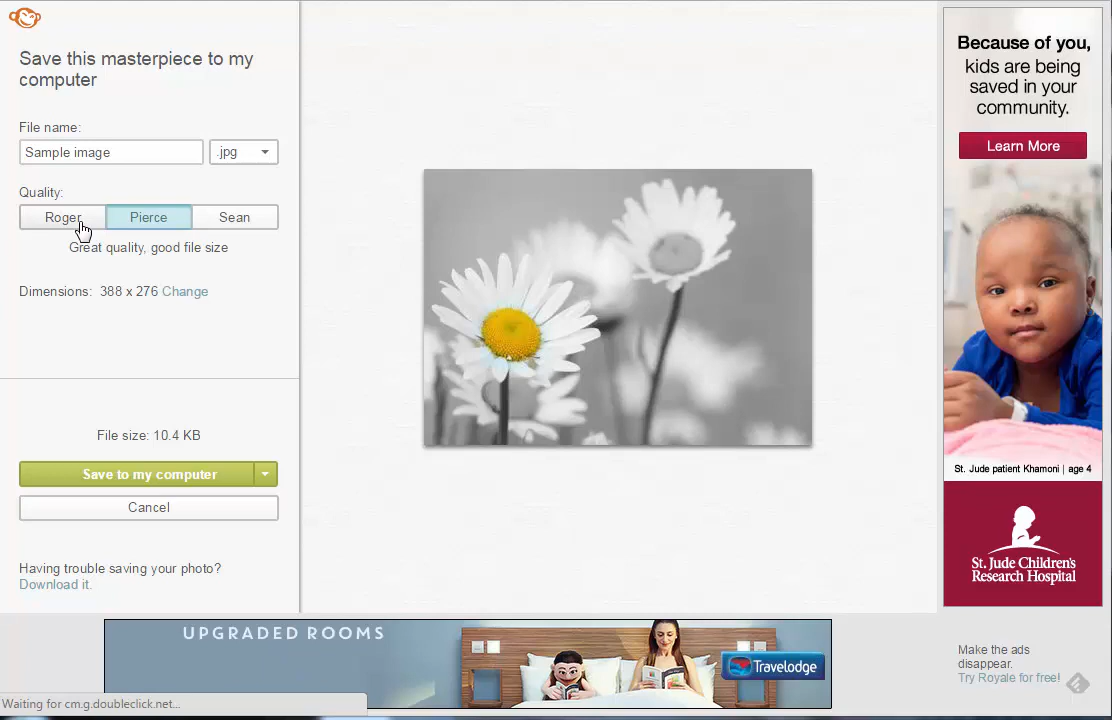 Save this masterpiece to my
computer
File name:
Sample image
.jpg
Quality:
Roger
Pierce
Sean
Great quality, good file size
Dimensions: 388 x 276 Change
File size: 10.4 KB
Save to my computer
Cancel
Having trouble saving your photo?
Download it.
Because of you,
kids are being
saved in your
community.
Learn More
St. Jude patient Khamoni | age 4
St. Jude Children's
Research Hospital
UPGRADED ROOMS
Travelodge
Make the ads
disappear.
Try Royale for free!
Waiting for cm.g.doubleclick.net...